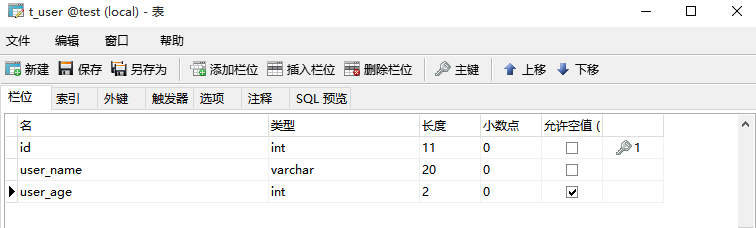 t_user @test (local) - 表
文件 编辑 窗口 帮助
新建 保存 另存为 添加栏位 插入栏位 删除栏位 主键 上移 下移
栏位 索引 外键 触发器 选项 注释 SQL 预览
名 类型 长度 小数点 允许空值 (
id int 11 0 1
user_name varchar 20 0
user_age int 2 0